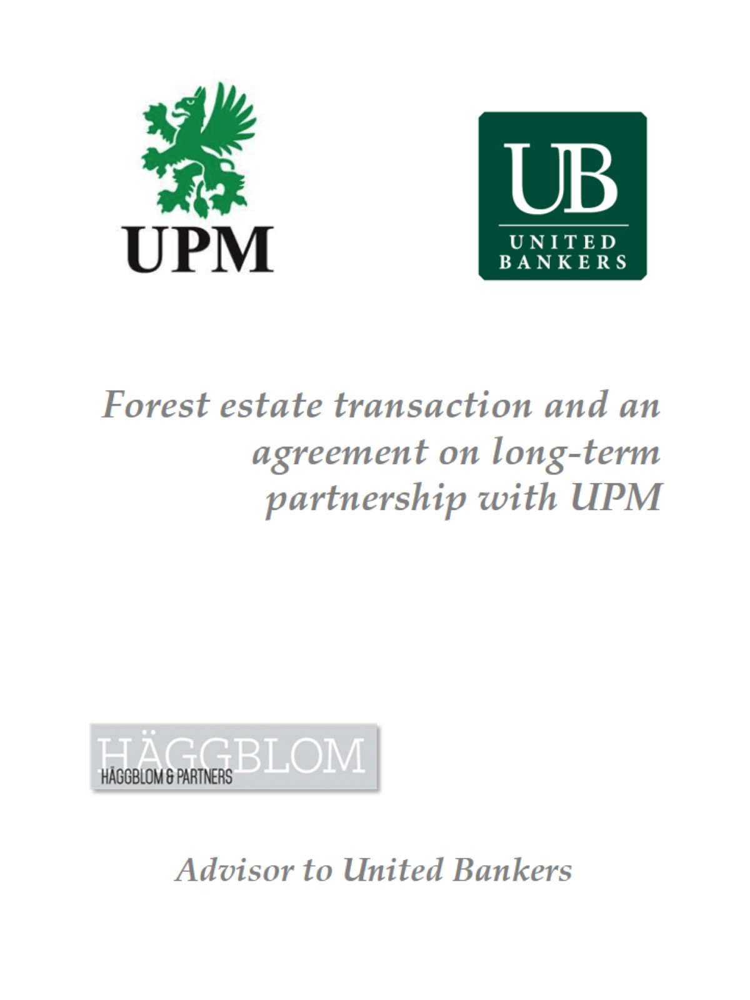 UPM
UB
UNITED
BANKERS
Forest estate transaction and an
agreement on long-term
partnership with UPM
HÄGGBLOM
HÄGGBLOM & PARTNERS
Advisor to United Bankers